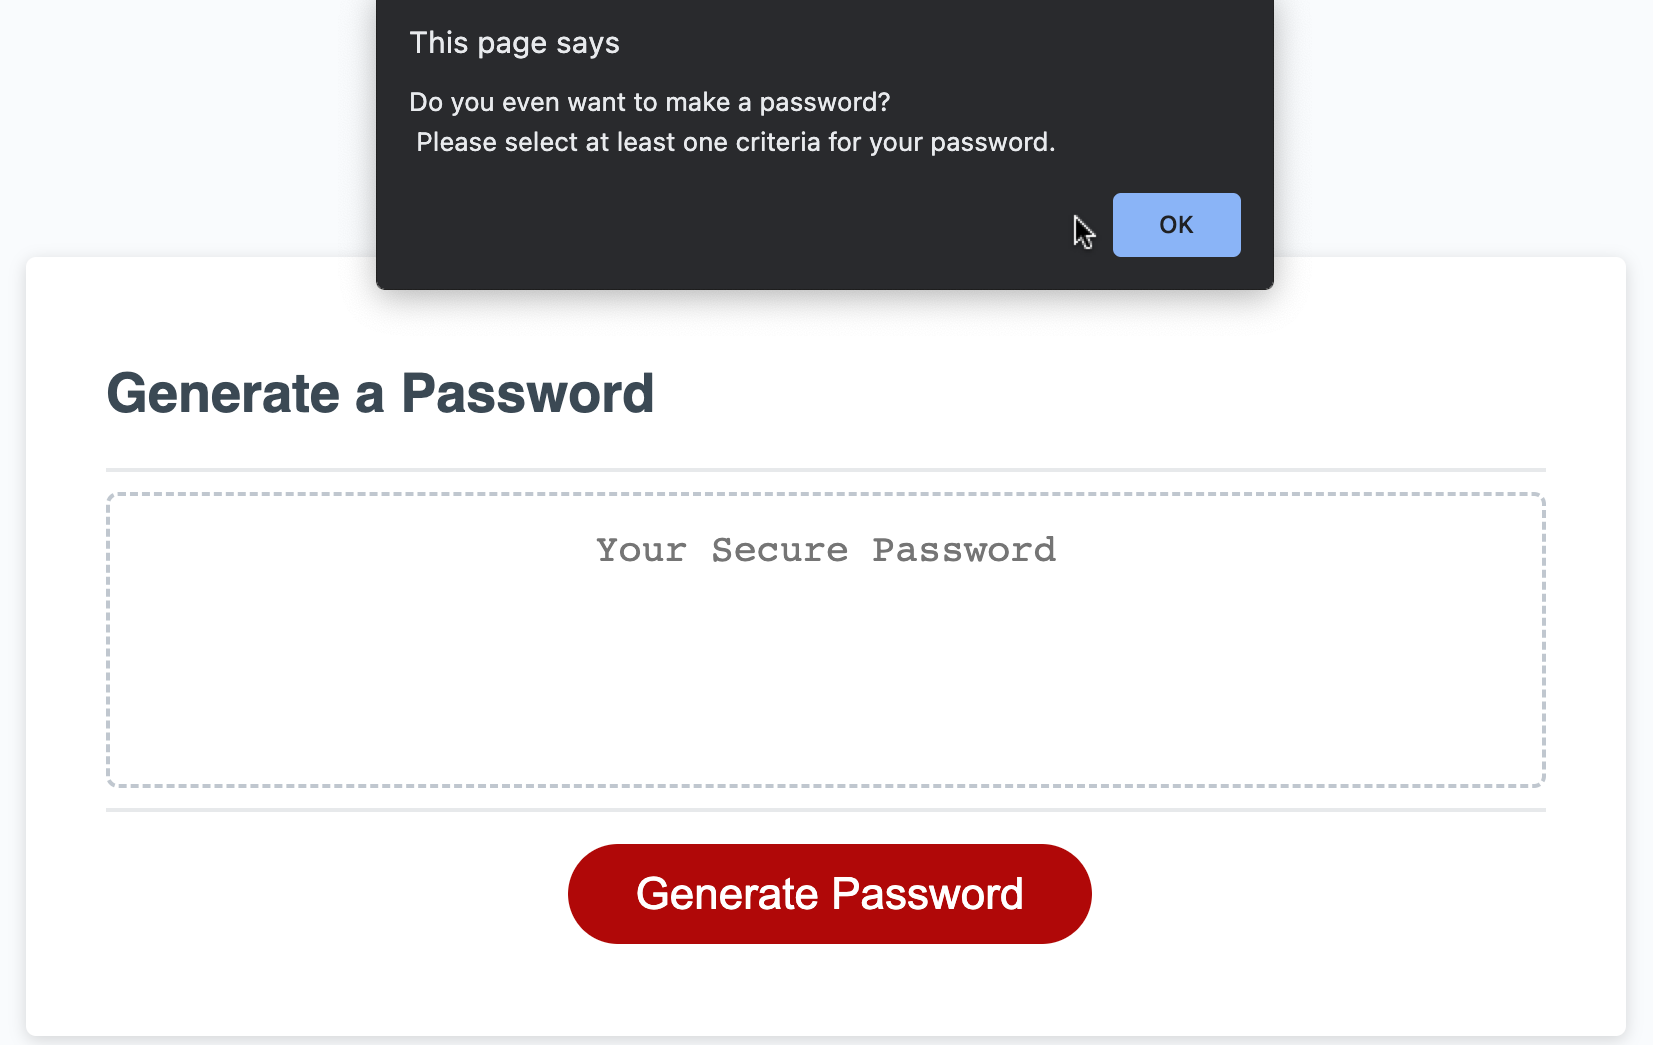 This page says
Do you even want to make a password?
Please select at least one criteria for your password.
OK
Generate a Password
Your Secure Password
Generate Password